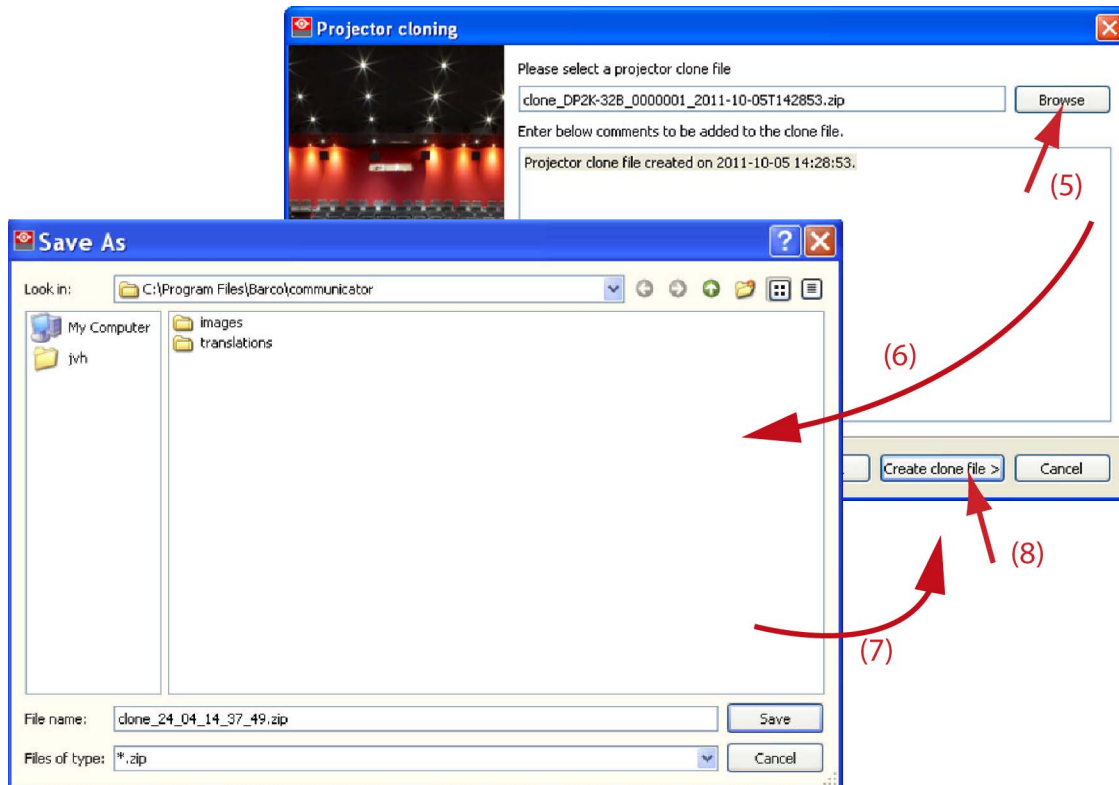 Projector cloning
Please select a projector clone file
clone_DP2K-32B_0000001_2011-10-05T142853.zip
Browse
Enter below comments to be added to the clone file.
Projector clone file created on 2011-10-05 14:28:53.
(5)
Save As
Look in:
C:\Program Files\Barco\communicator
My Computer
jvh
images
translations
(6)
Create clone file >
Cancel
(8)
(7)
File name:
clone_24_04_14_37_49.zip
Save
Files of type:
*.zip
Cancel